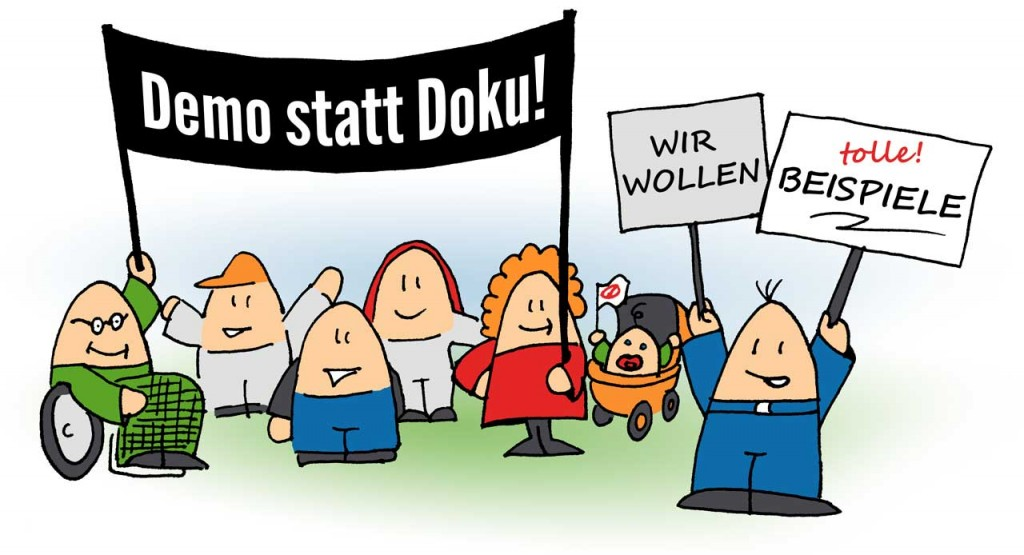 Demo statt Doku!
WIR
WOLLEN
tolle!
BEISPIELE